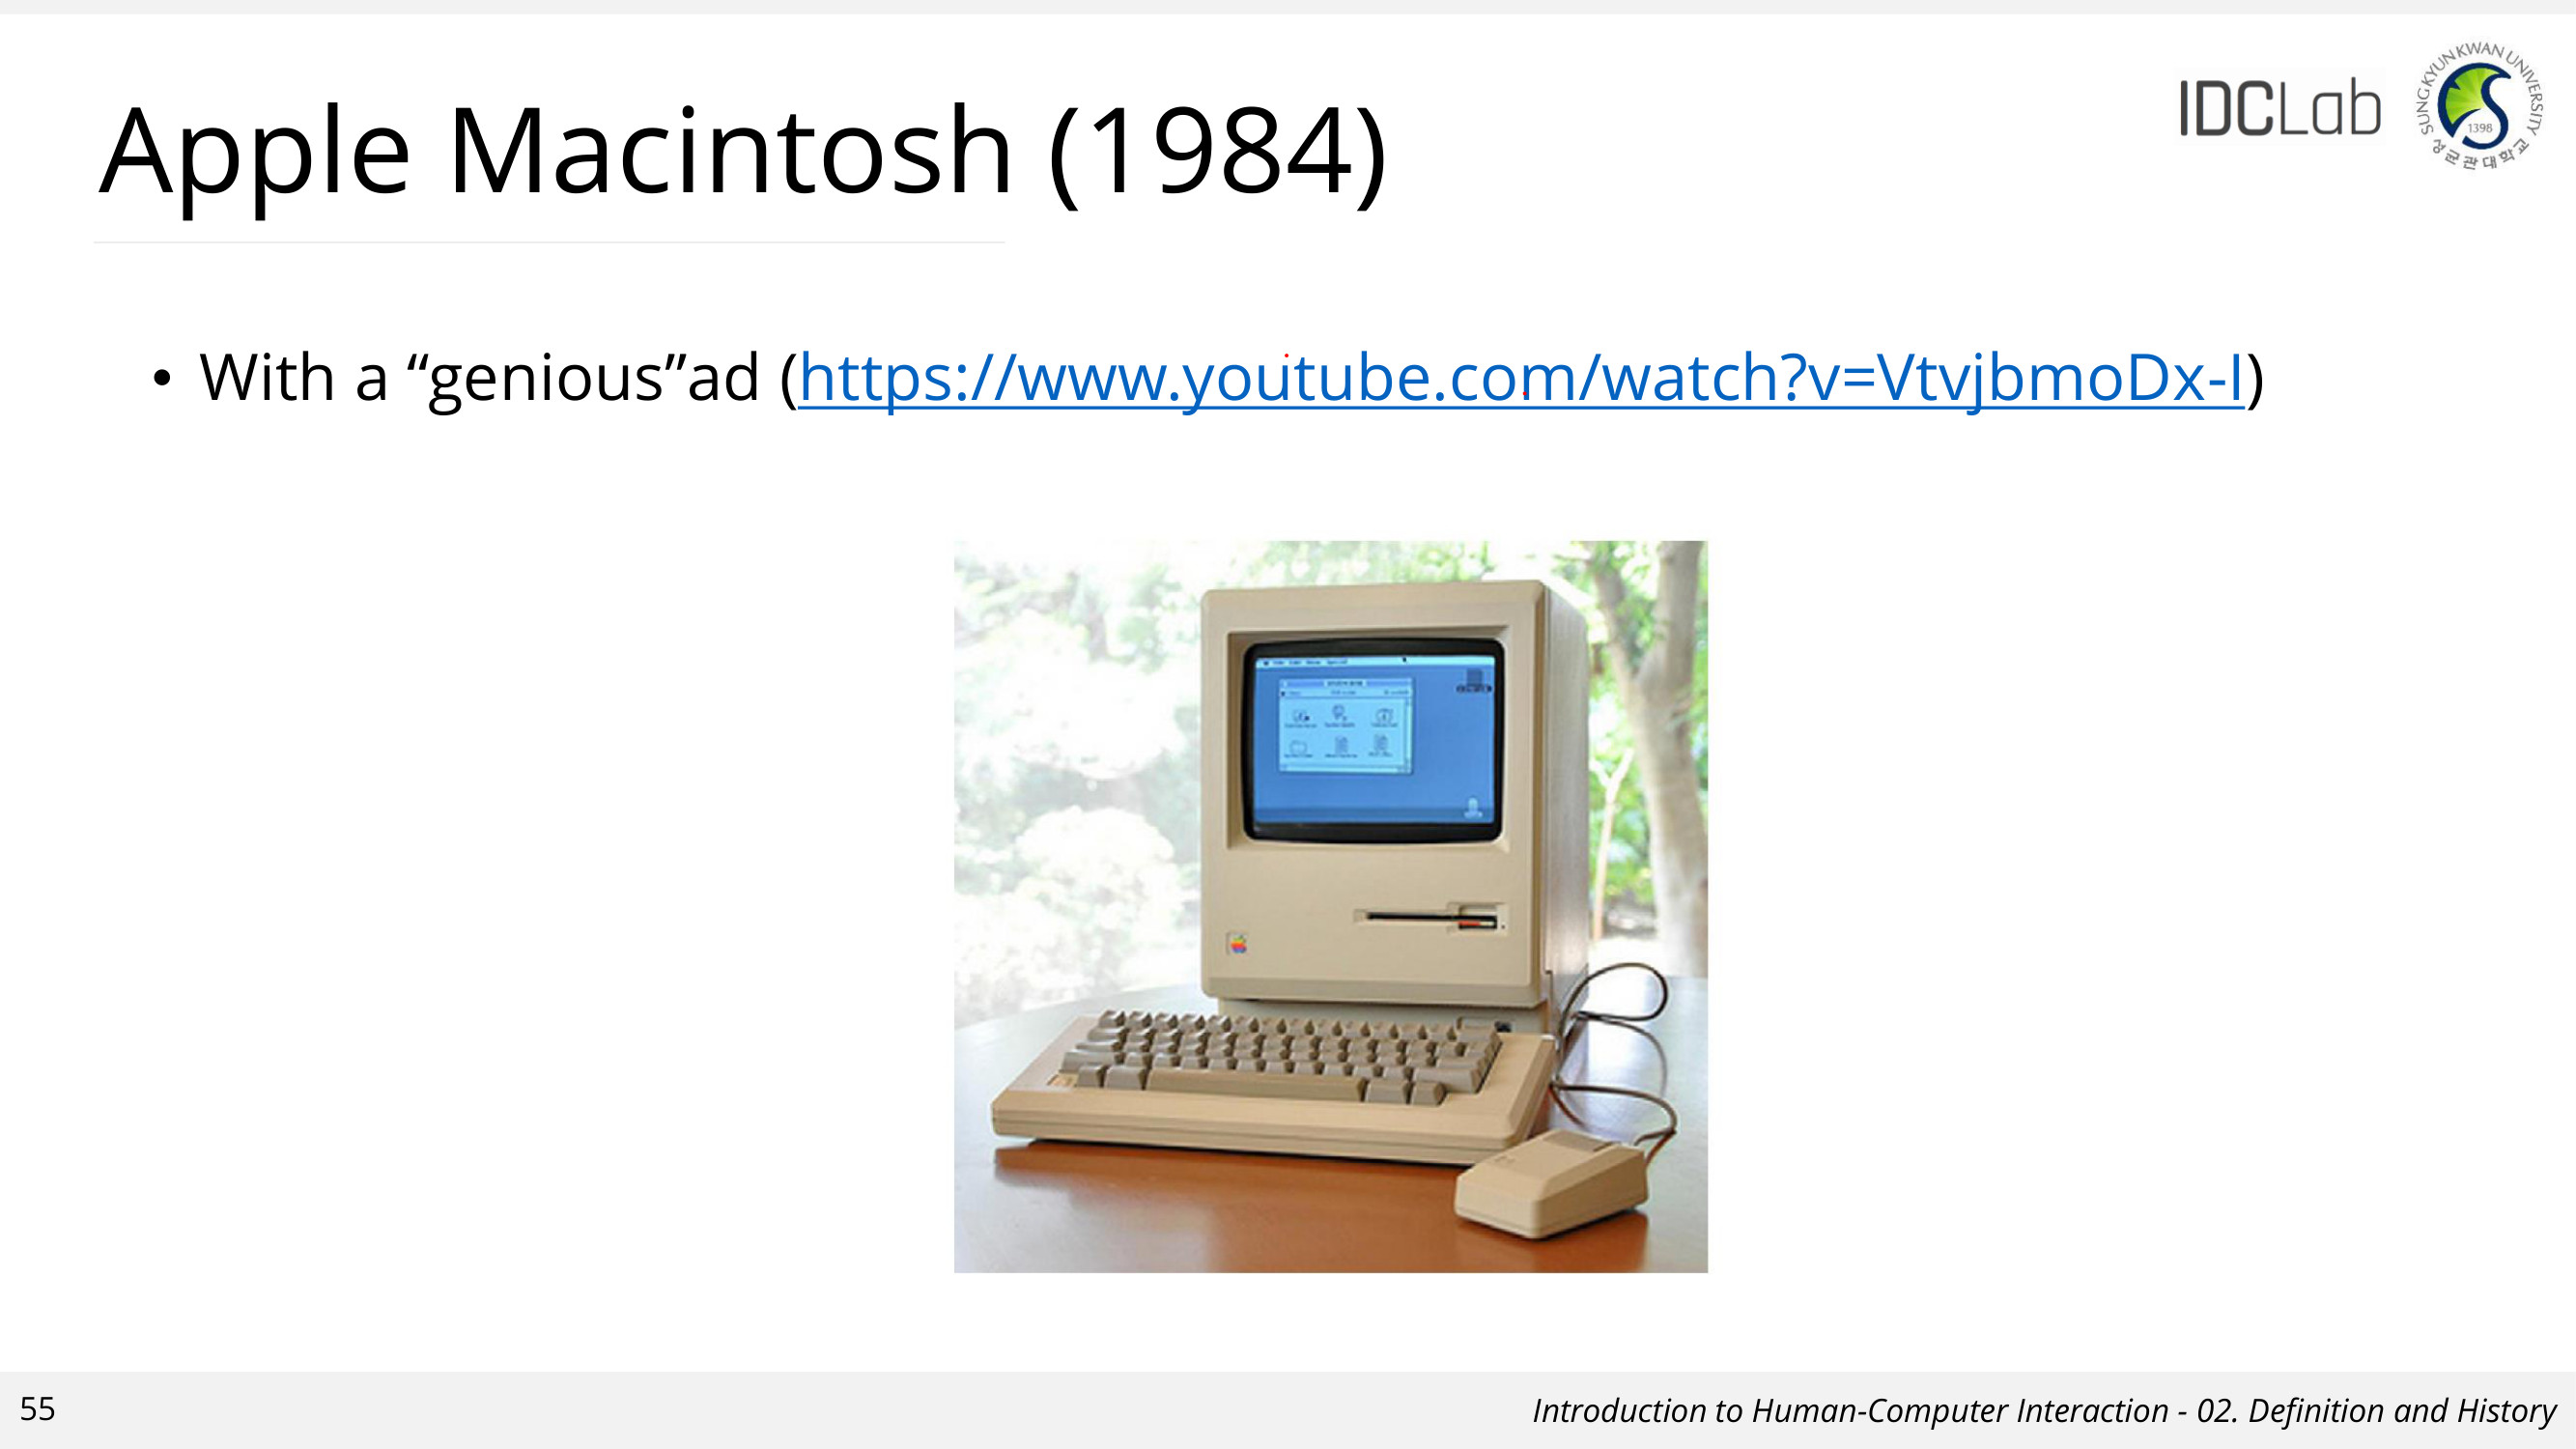 Apple Macintosh (1984)
IDCLab
SUNGKYUNKWAN UNIVERSITY
1398
성균관대학교
• With a “genious”ad (https://www.youtube.com/watch?v=VtvjbmoDx-I)
55
Introduction to Human-Computer Interaction - 02. Definition and History